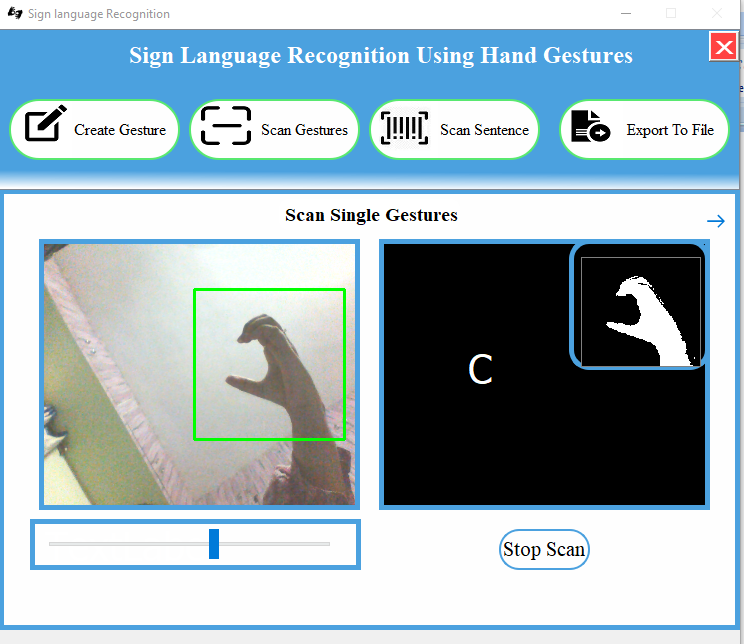 Sign language Recognition
Sign Language Recognition Using Hand Gestures
Create Gesture
Scan Gestures
Scan Sentence
Export To File
Scan Single Gestures
C
Stop Scan